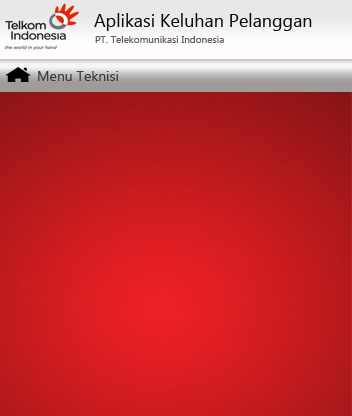 Telkom
Indonesia
the world in your hand
Aplikasi Keluhan Pelanggan
PT. Telekomunikasi Indonesia
Menu Teknisi